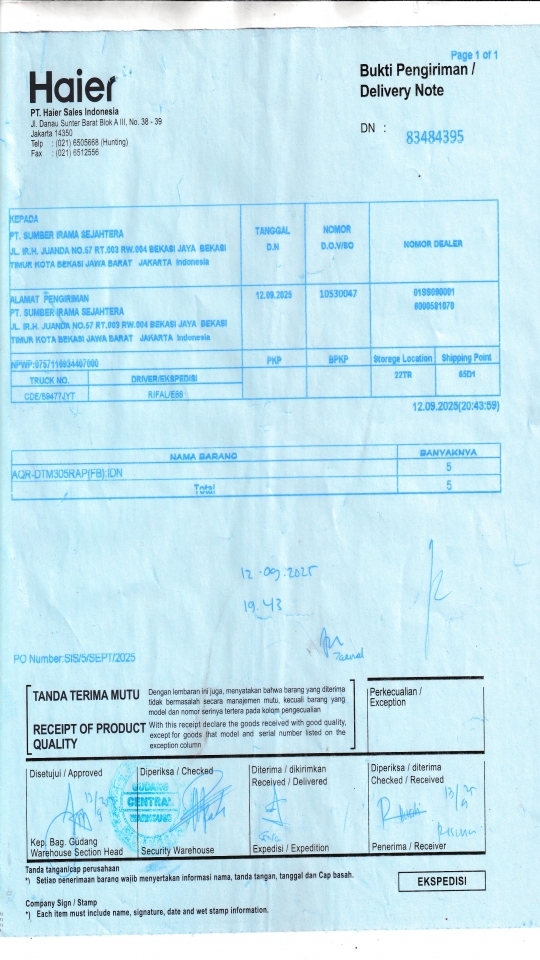 Page 1 of 1
Haier
Bukti Pengiriman /
Delivery Note
PT. Haier Sales Indonesia
Jl. Danau Sunter Barat Blok A III, No. 38 - 39
Jakarta 14350
Telp : (021) 6505668 (Hunting)
Fax : (021) 6512556
DN : 83484395
KEPADA
PT. SUMBER IRAMA SEJAHTERA
JL. IR.H. JUANDA NO.57 RT.003 RW.004 BEKASI JAYA BEKASI
TIMUR KOTA BEKASI JAWA BARAT JAKARTA Indonesia
TANGGAL
D.N
NOMOR
D.O.V/SO
NOMOR DEALER
ALAMAT PENGIRIMAN
PT. SUMBER IRAMA SEJAHTERA
JL. IR.H. JUANDA NO.57 RT.003 RW.004 BEKASI JAYA BEKASI
TIMUR KOTA BEKASI JAWA BARAT JAKARTA Indonesia
12.09.2025
10530047
NPWP:0757116934407000
PKP
BPKP
Storege Location
Shipping Point
TRUCK NO.
DRIVER/EKSPEDISI
22TR
65D1
RIFAL/E88
12.09.2025(20:43:59)
NAMA BARANG
BANYAKNYA
AQR-DTM305RAP(FB):IDN
5
Total
5
12.09.2025
19.43
Zaenal
PO Number:SIS/5/SEPT/2025
TANDA TERIMA MUTU
Dengan lembaran ini juga, menyatakan bahwa barang yang diterima
tidak bermasalah secara manajemen mutu, kecuali barang yang
model dan nomor serinya tertera pada kolom pengecualian
RECEIPT OF PRODUCT
QUALITY
With this receipt declare the goods received with good quality,
except for goods that model and serial number listed on the
exception column
Perkecualian /
Exception
Disetujui / Approved
Diperiksa / Checked
Diterima / dikirimkan
Received / Delivered
Diperiksa / diterima
Checked / Received
13/25
9
GUDANG
CENTRAL
13/25
9
Kep. Bag. Gudang
Warehouse Section Head
Security Warehouse
Expedisi / Expedition
Penerima / Receiver
Tanda tangan/cap perusahaan
*) Setiap penerimaan barang wajib menyertakan informasi nama, tanda tangan, tanggal dan Cap basah.
EKSPEDISI
Company Sign / Stamp
*) Each item must include name, signature, date and wet stamp information.